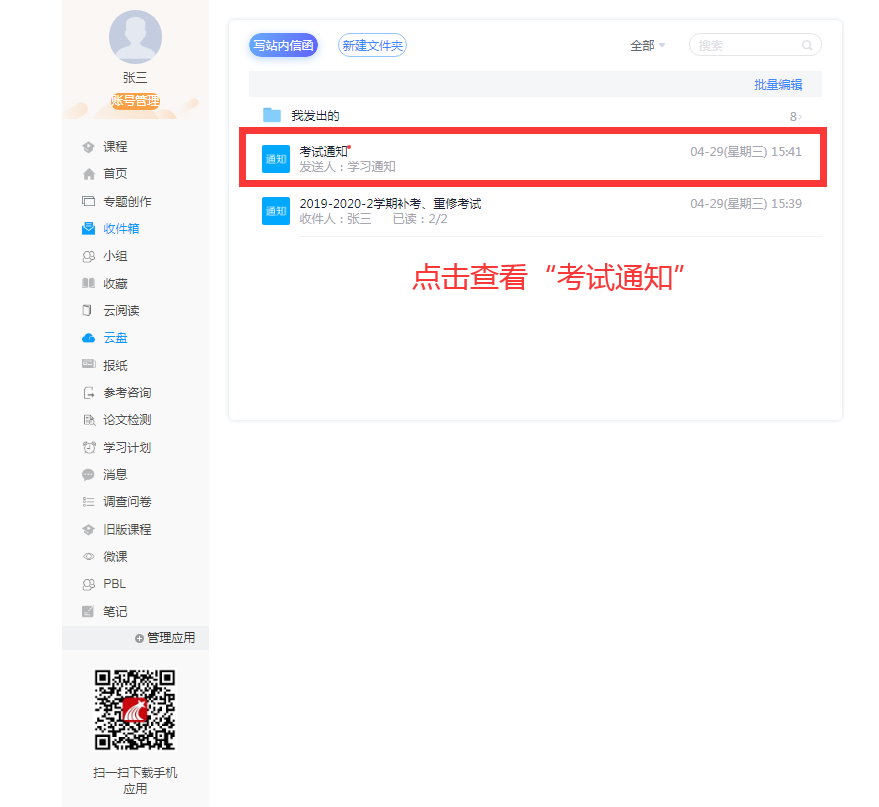 张三
账号管理
课程
首页
专题创作
收件箱
小组
收藏
云阅读
云盘
报纸
参考咨询
论文检测
学习计划
消息
调查问卷
旧版课程
微课
PBL
笔记
管理应用
扫一扫下载手机
应用
写站内信函 新建文件夹 全部 搜索
批量编辑
我发出的 8
通知 考试通知 04-29(星期三) 15:41
发送人：学习通知
通知 2019-2020-2学期补考、重修考试 04-29(星期三) 15:39
收件人：张三 已读：2/2
点击查看“考试通知”